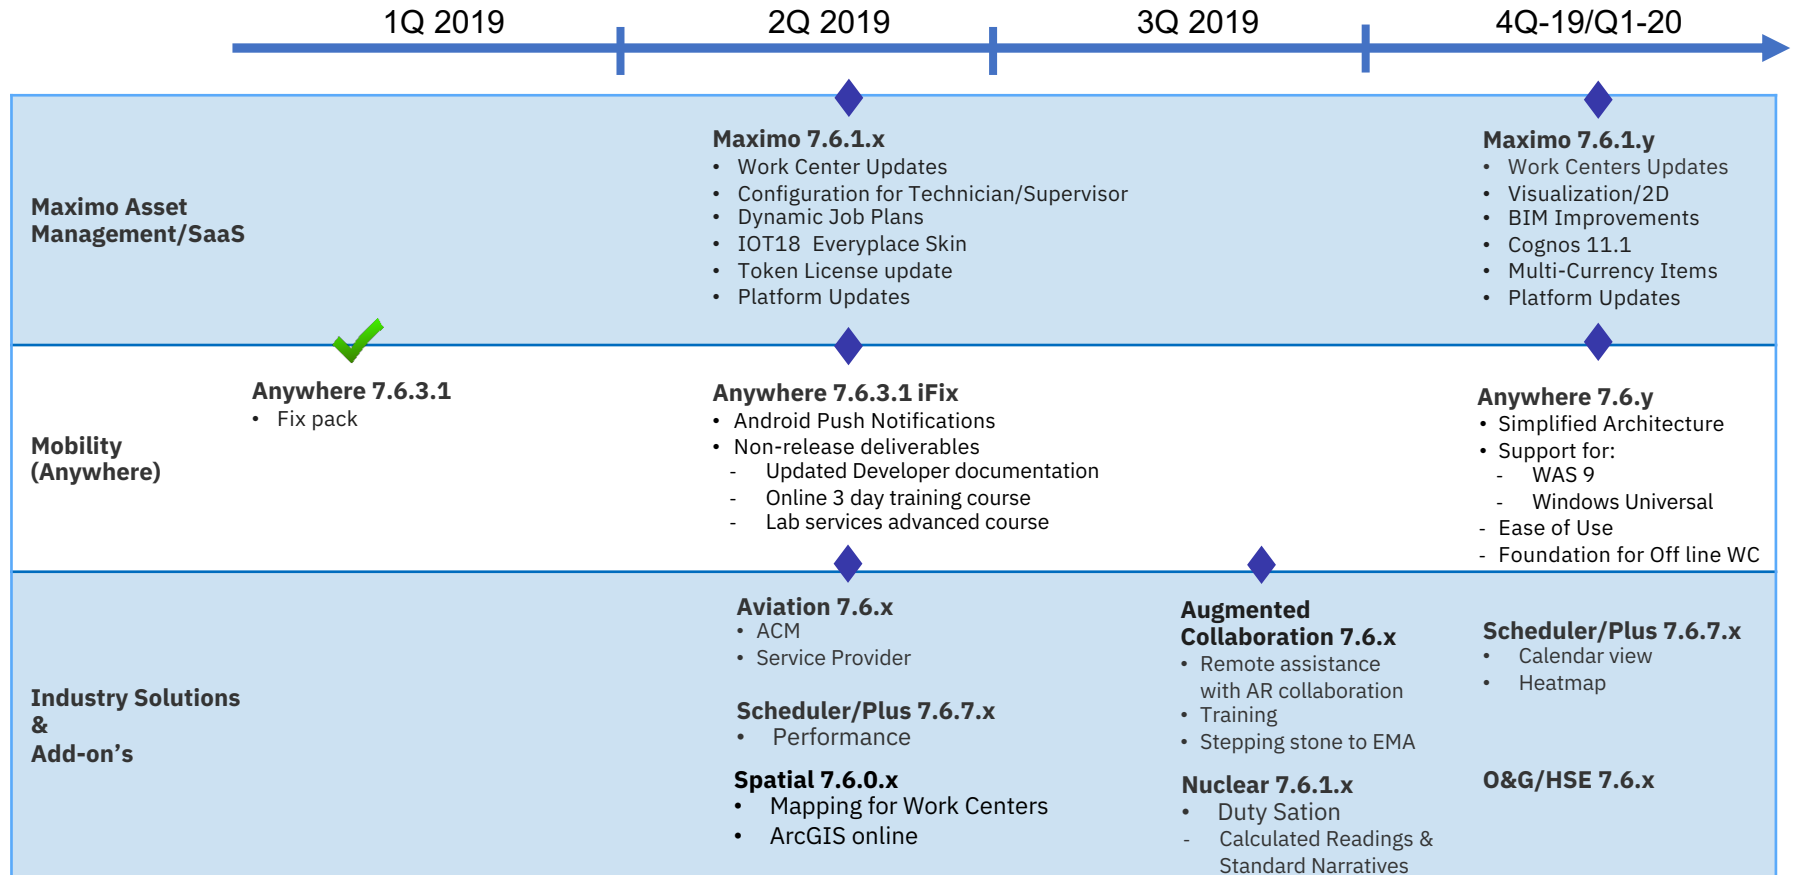 1Q 2019
2Q 2019
3Q 2019
4Q-19/Q1-20
Maximo Asset
Management/SaaS
Maximo 7.6.1.x
• Work Center Updates
• Configuration for Technician/Supervisor
• Dynamic Job Plans
• IOT18 Everyplace Skin
• Token License update
• Platform Updates
Maximo 7.6.1.y
• Work Centers Updates
• Visualization/2D
• BIM Improvements
• Cognos 11.1
• Multi-Currency Items
• Platform Updates
Mobility
(Anywhere)
Anywhere 7.6.3.1
• Fix pack
Anywhere 7.6.3.1 iFix
• Android Push Notifications
• Non-release deliverables
- Updated Developer documentation
- Online 3 day training course
- Lab services advanced course
Anywhere 7.6.y
• Simplified Architecture
• Support for:
- WAS 9
- Windows Universal
- Ease of Use
- Foundation for Off line WC
Industry Solutions
&
Add-on's
Aviation 7.6.x
• ACM
• Service Provider
Scheduler/Plus 7.6.7.x
• Performance
Spatial 7.6.0.x
• Mapping for Work Centers
• ArcGIS online
Augmented
Collaboration 7.6.x
• Remote assistance
with AR collaboration
• Training
• Stepping stone to EMA
Nuclear 7.6.1.x
• Duty Sation
- Calculated Readings &
Standard Narratives
Scheduler/Plus 7.6.7.x
• Calendar view
• Heatmap
O&G/HSE 7.6.x